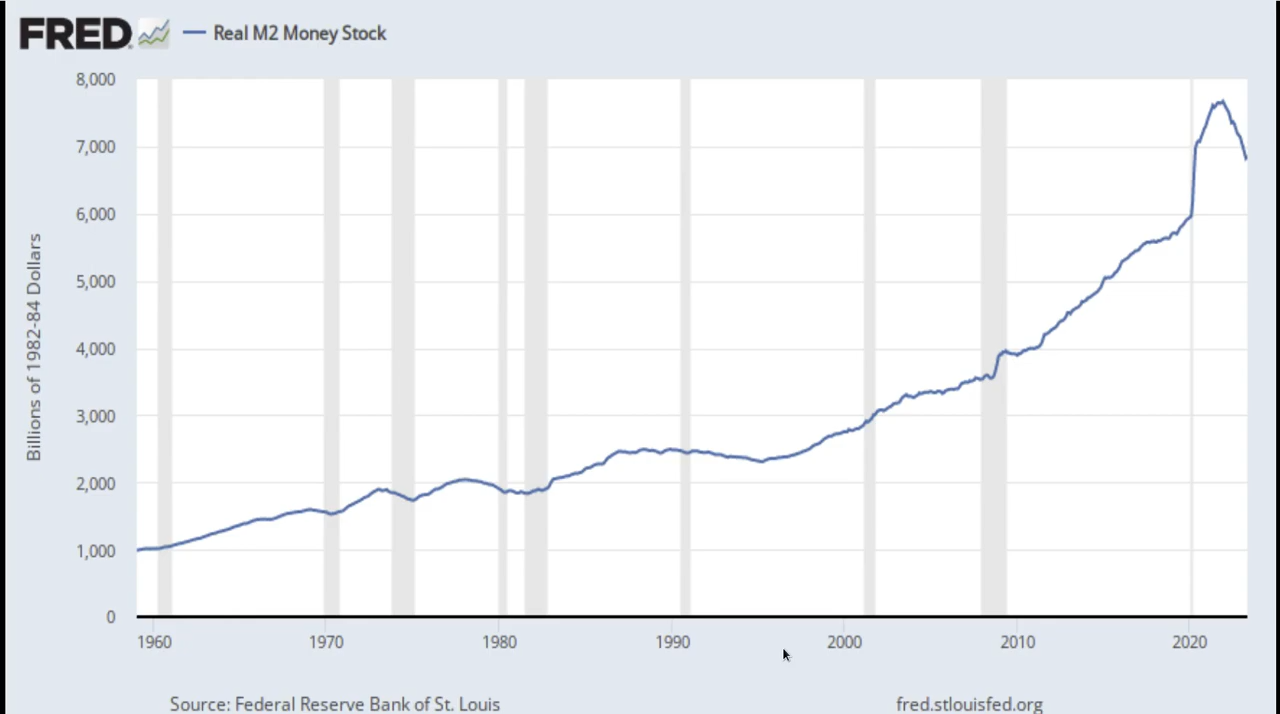 FRED
Real M2 Money Stock
8,000
7,000
6,000
5,000
4,000
3,000
2,000
1,000
0
Billions of 1982-84 Dollars
1960 1970 1980 1990 2000 2010 2020
Source: Federal Reserve Bank of St. Louis fred.stlouisfed.org